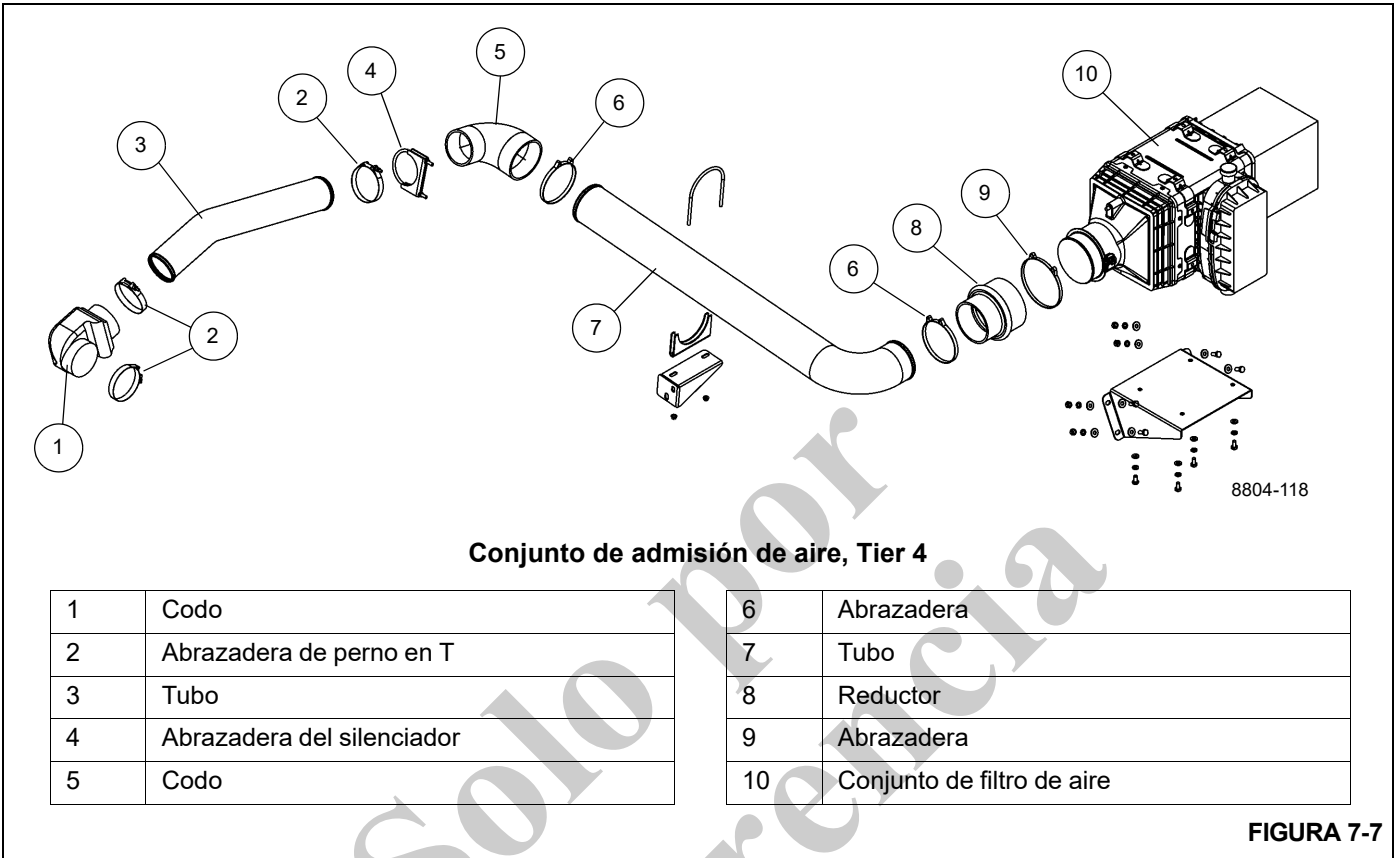 5
4
10
2
6
3
9
8
6
2
7
1
8804-118
Conjunto de admisión de aire, Tier 4
1 Codo
2 Abrazadera de perno en T
3 Tubo
4 Abrazadera del silenciador
5 Codo
6 Abrazadera
7 Tubo
8 Reductor
9 Abrazadera
10 Conjunto de filtro de aire
FIGURA 7-7
Solo por
rencia